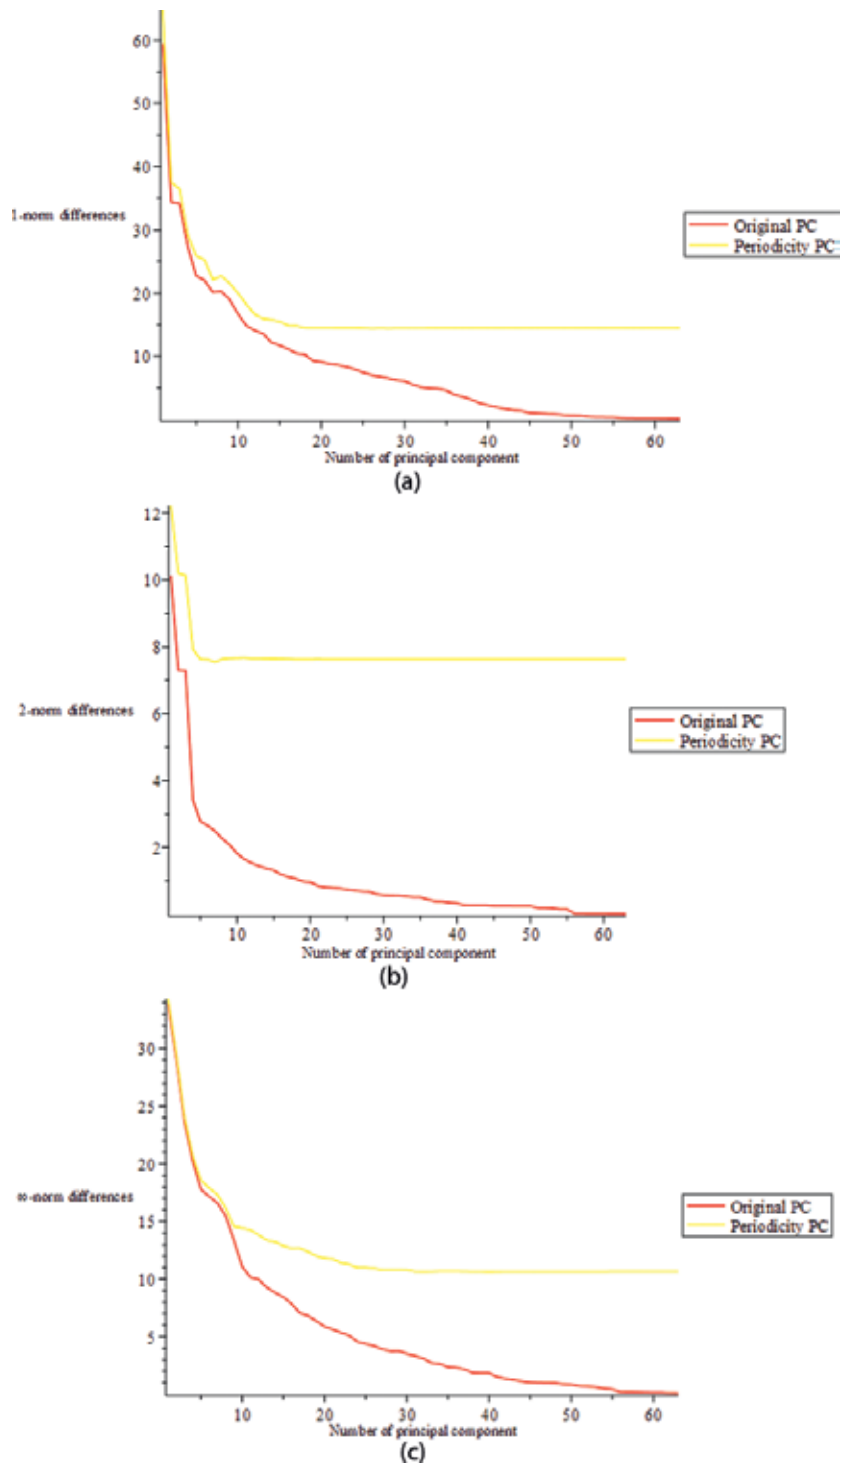 60
50
40
1-norm differences
30
20
10
Original PC
Periodicity PC
10 20 30 40 50 60
Number of principal component
(a)
12
10
8
2-norm differences
6
4
2
Original PC
Periodicity PC
10 20 30 40 50 60
Number of principal component
(b)
30
25
20
∞-norm differences
15
10
5
Original PC
Periodicity PC
10 20 30 40 50 60
Number of principal component
(c)